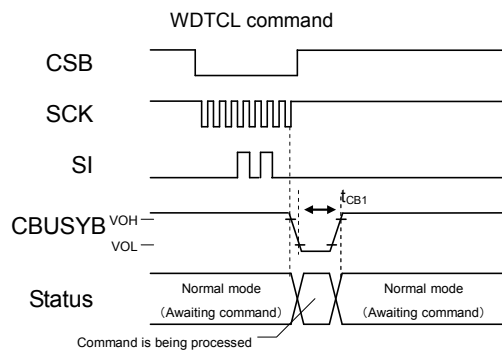 WDTCL command
CSB
SCK
SI
tCB1
CBUSYB
VOH
VOL
Status
Normal mode
(Awaiting command)
Normal mode
(Awaiting command)
Command is being processed